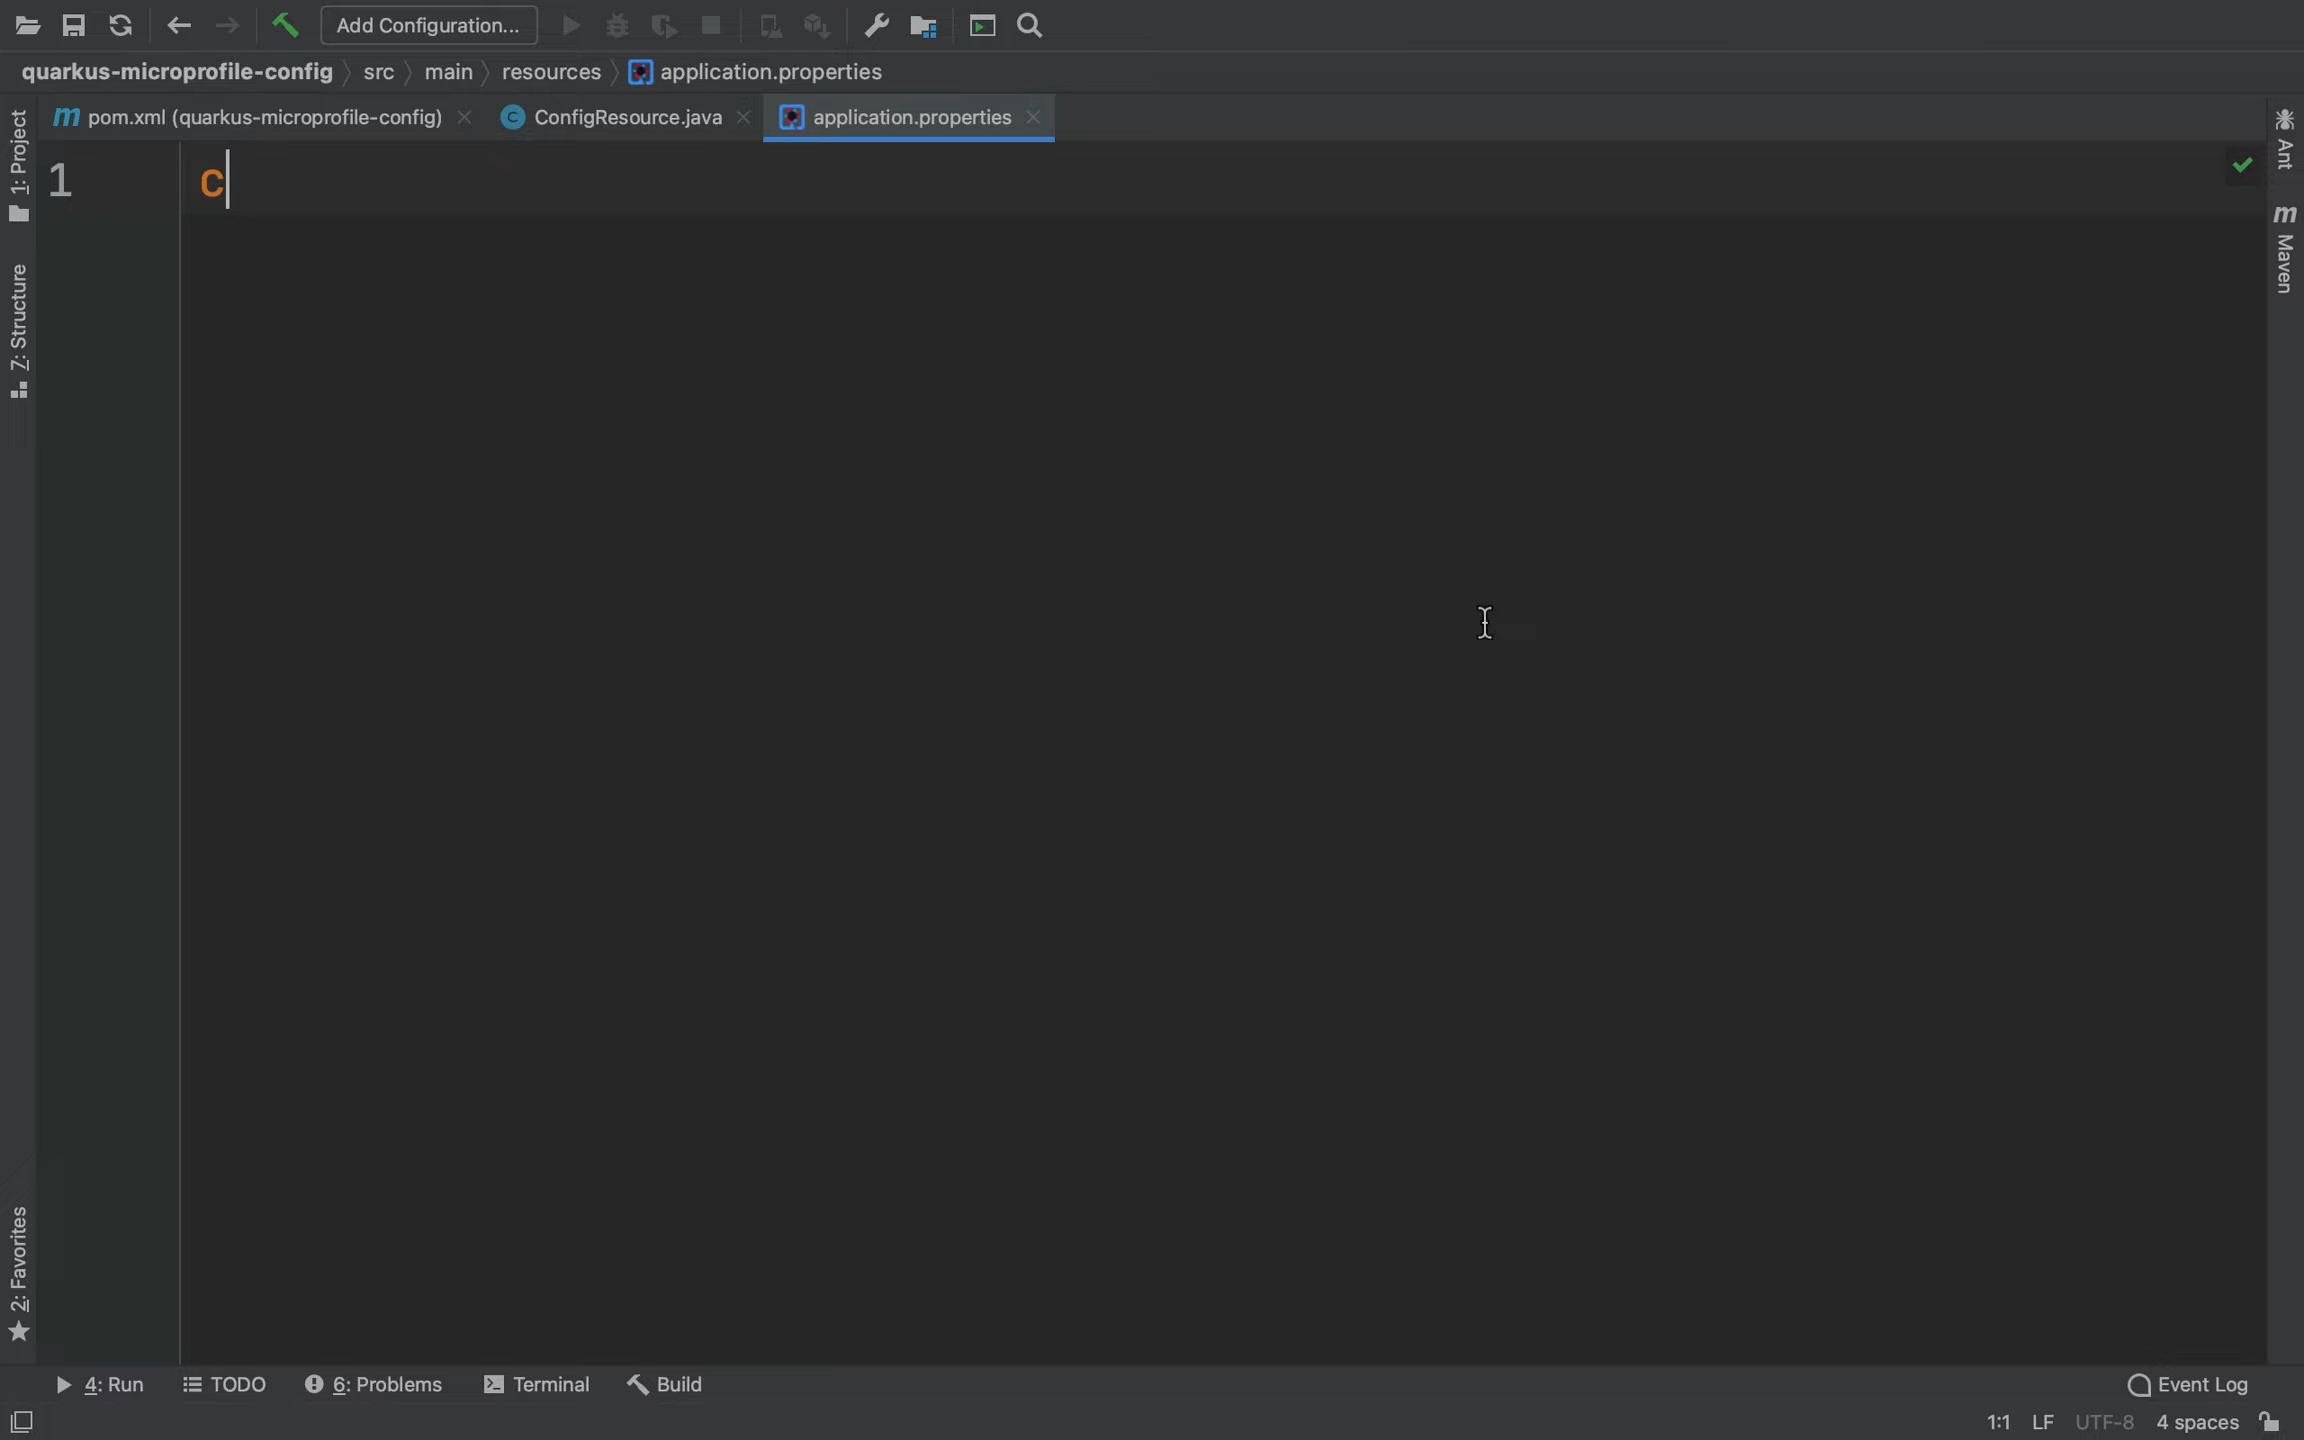 Add Configuration...
quarkus-microprofile-config src main resources application.properties
m pom.xml (quarkus-microprofile-config) C ConfigResource.java application.properties
1 c
1: Project
7: Structure
2: Favorites
Ant
m Maven
4: Run TODO 6: Problems Terminal Build Event Log
1:1 LF UTF-8 4 spaces